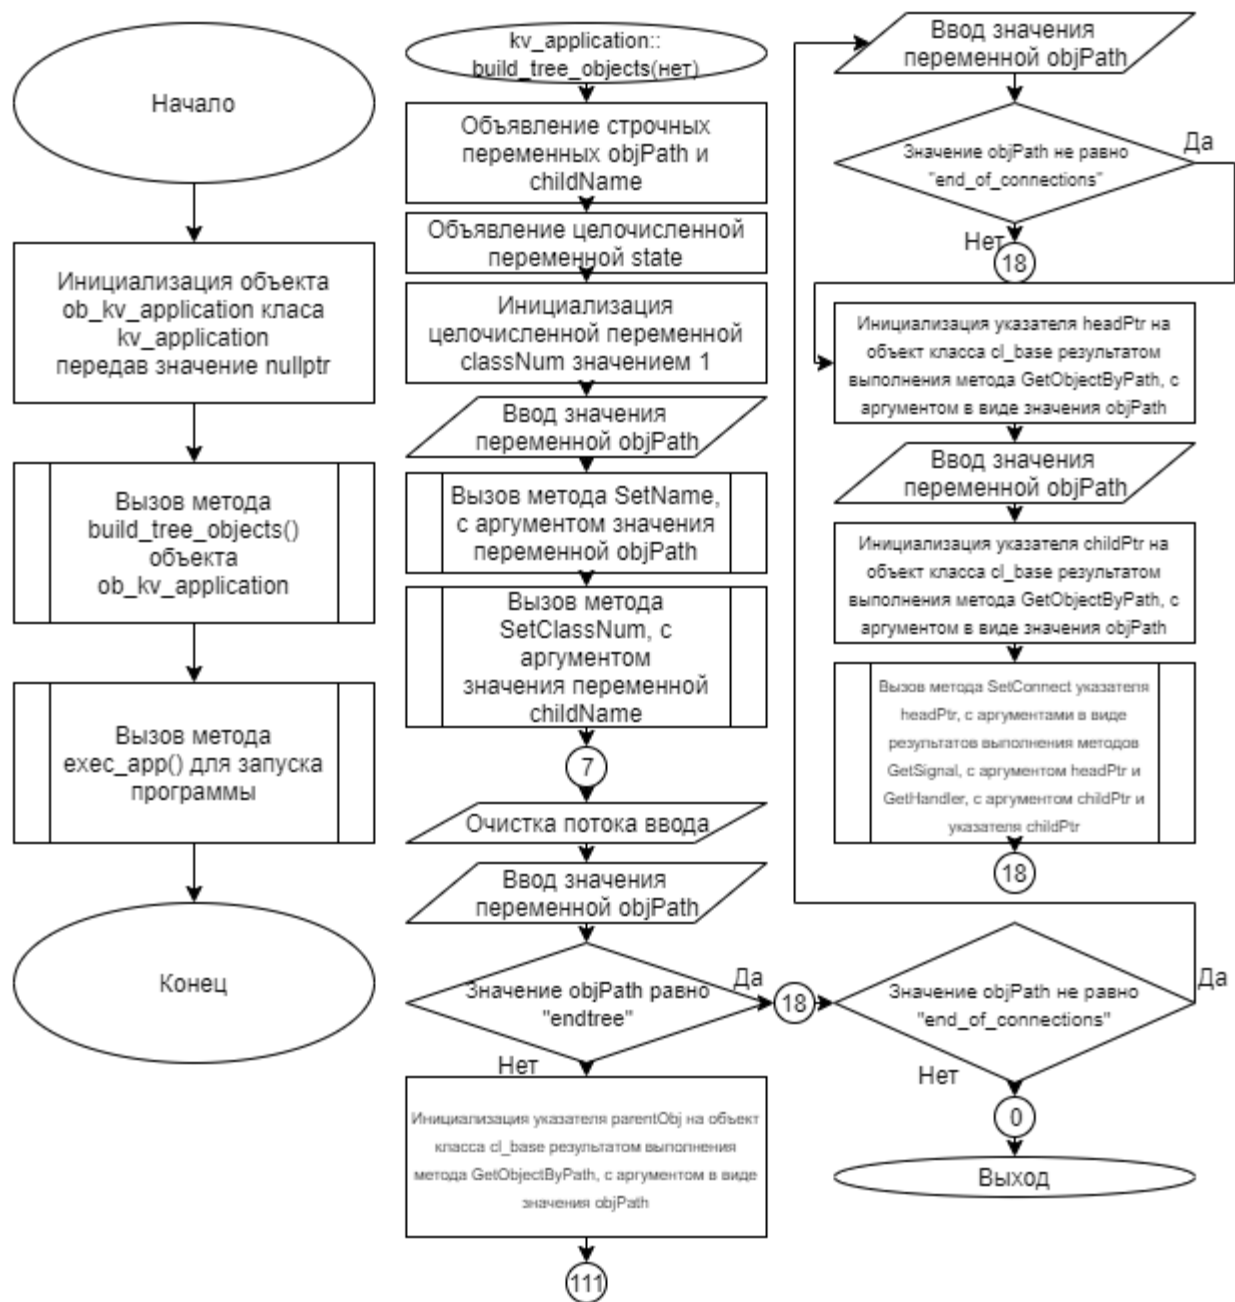 Начало
Инициализация объекта
ob_kv_application класа
kv_application
передав значение nullptr
Вызов метода
build_tree_objects()
объекта
ob_kv_application
Вызов метода
exec_app() для запуска
программы
Конец
kv_application::
build_tree_objects(нет)
Объявление строчных
переменных objPath и
childName
Объявление целочисленной
переменной state
Инициализация
целочисленной переменной
classNum значением 1
Ввод значения
переменной objPath
Вызов метода SetName,
с аргументом значения
переменной objPath
Вызов метода
SetClassNum, с
аргументом
значения переменной
childName
7
Очистка потока ввода
Ввод значения
переменной objPath
Значение objPath равно
"endtree"
Да
Нет
Инициализация указателя parentObj на объект
класса cl_base результатом выполнения
метода GetObjectByPath, с аргументом в виде
значения objPath
111
18
Значение objPath не равно
"end_of_connections"
Да
Нет
0
Выход
Ввод значения
переменной objPath
Значение objPath не равно
"end_of_connections"
Да
Нет
18
Инициализация указателя headPtr на
объект класса cl_base результатом
выполнения метода GetObjectByPath, с
аргументом в виде значения objPath
Ввод значения
переменной objPath
Инициализация указателя childPtr на
объект класса cl_base результатом
выполнения метода GetObjectByPath, с
аргументом в виде значения objPath
Вызов метода SetConnect указателя
headPtr, с аргументами в виде
результатов выполнения методов
GetSignal, с аргументом headPtr и
GetHandler, с аргументом childPtr и
указателя childPtr
18